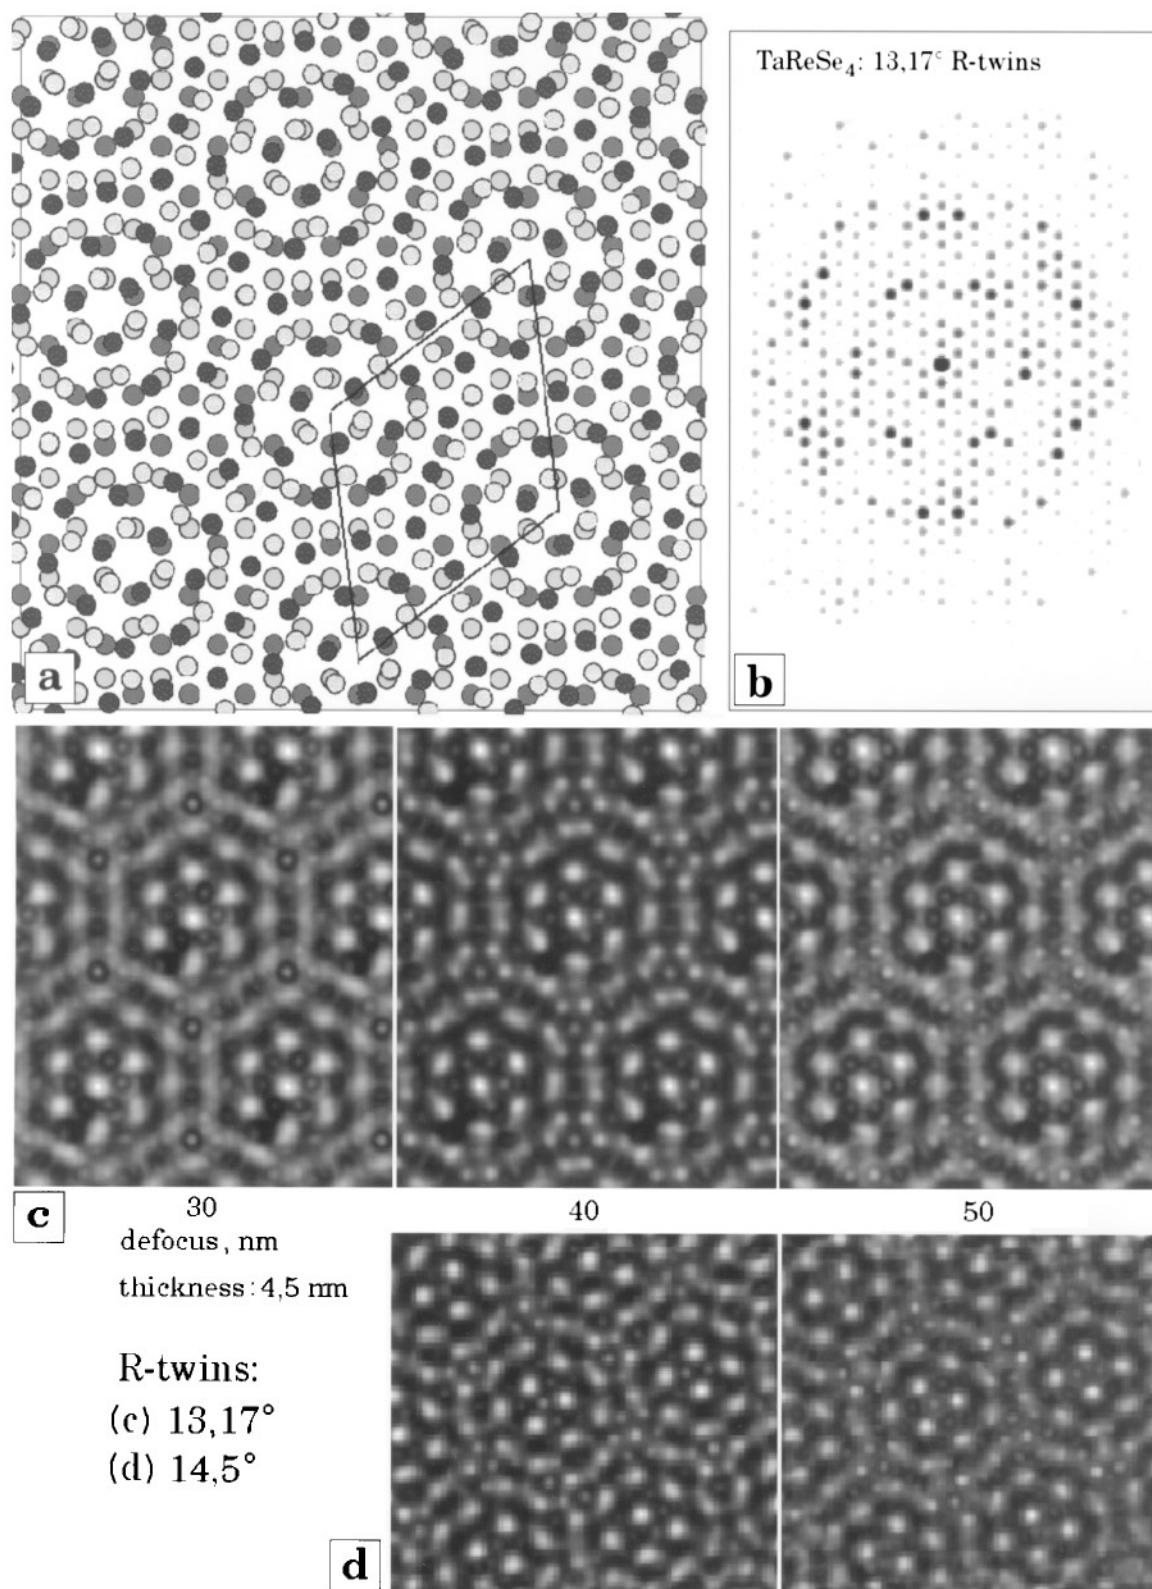 TaReSe4: 13,17° R-twins
a
b
c
30
40
50
defocus, nm
thickness: 4,5 nm
R-twins:
(c) 13,17°
(d) 14,5°
d